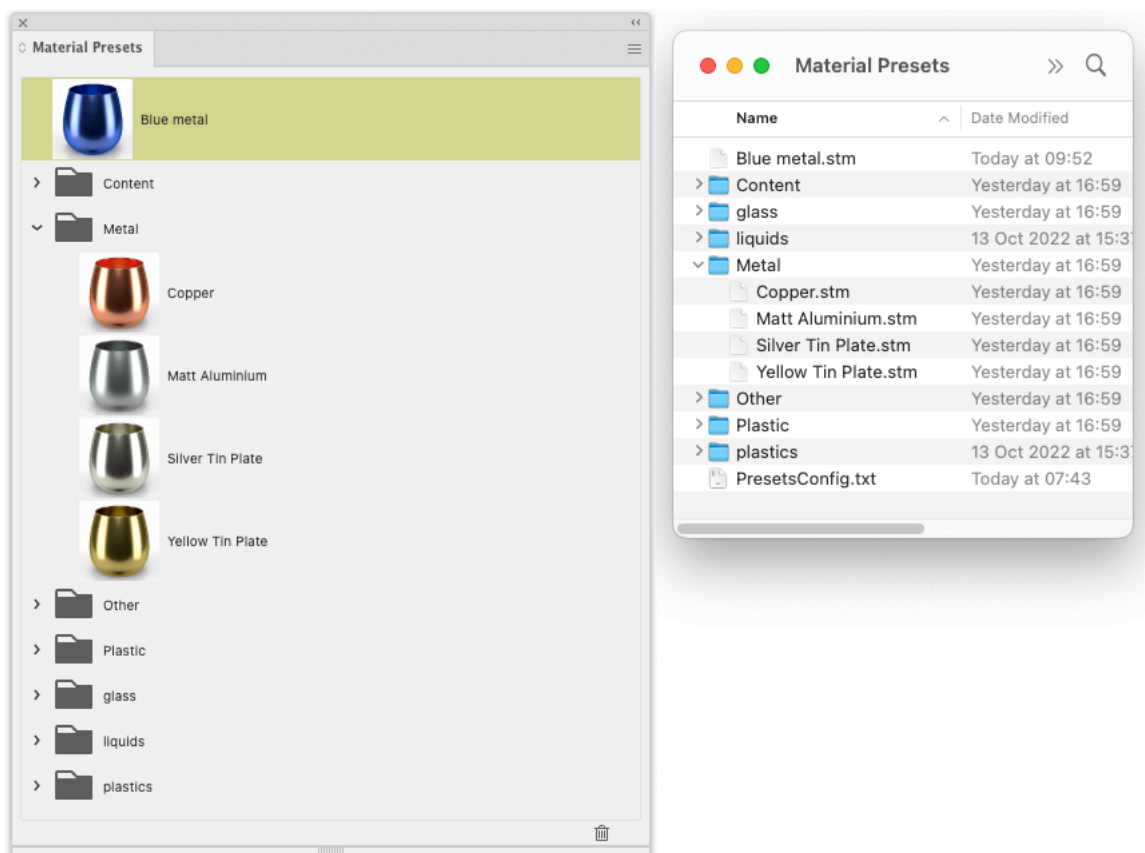 Material Presets
Blue metal
Content
Metal
Copper
Matt Aluminium
Silver Tin Plate
Yellow Tin Plate
Other
Plastic
glass
liquids
plastics
Material Presets
Name Date Modified
Blue metal.stm Today at 09:52
Content Yesterday at 16:59
glass Yesterday at 16:59
liquids 13 Oct 2022 at 15:3
Metal Yesterday at 16:59
Copper.stm Yesterday at 16:59
Matt Aluminium.stm Yesterday at 16:59
Silver Tin Plate.stm Yesterday at 16:59
Yellow Tin Plate.stm Yesterday at 16:59
Other Yesterday at 16:59
Plastic Yesterday at 16:59
plastics 13 Oct 2022 at 15:3
PresetsConfig.txt Today at 07:43